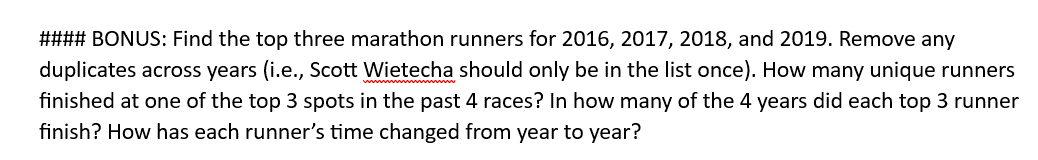 #### BONUS: Find the top three marathon runners for 2016, 2017, 2018, and 2019. Remove any
duplicates across years (i.e., Scott Wietecha should only be in the list once). How many unique runners
finished at one of the top 3 spots in the past 4 races? In how many of the 4 years did each top 3 runner
finish? How has each runner’s time changed from year to year?